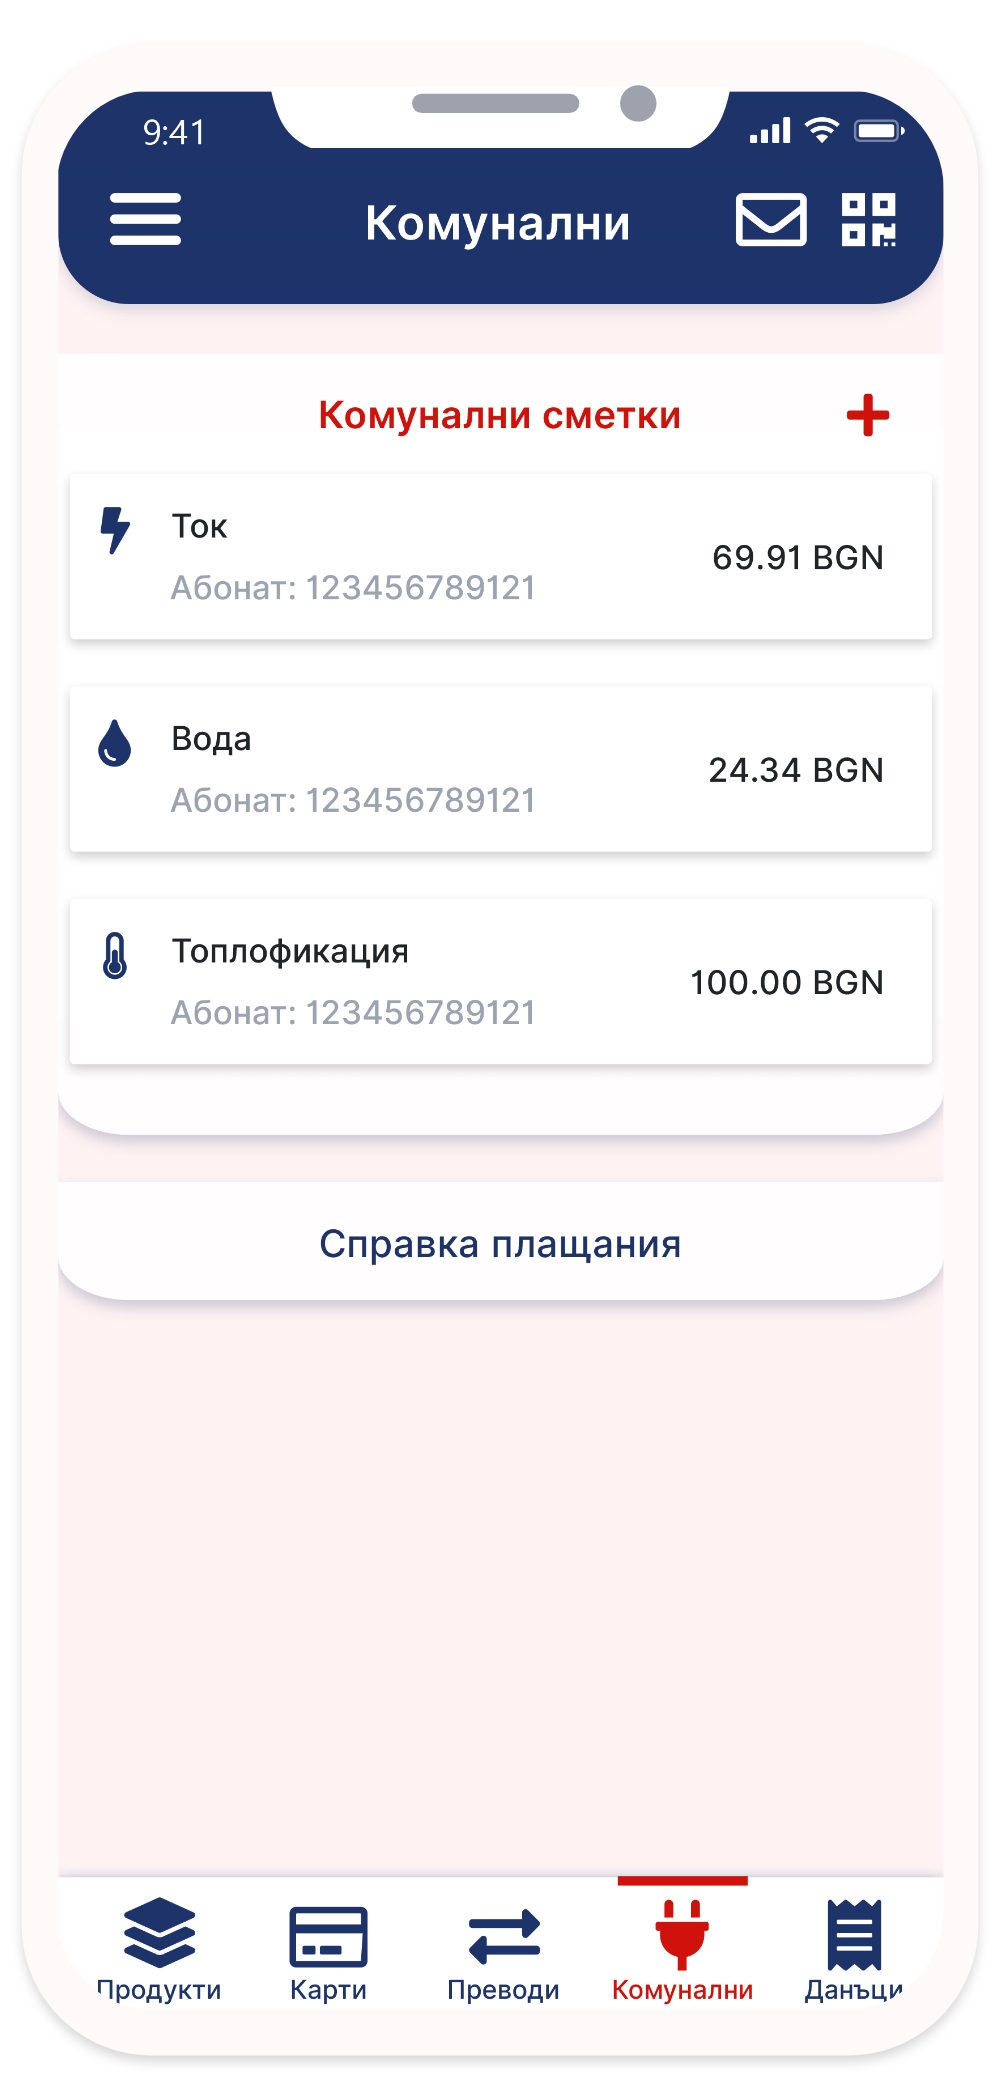 9:41
Комунални
Комунални сметки
Ток
69.91 BGN
Абонат: 123456789121
Вода
24.34 BGN
Абонат: 123456789121
Топлофикация
100.00 BGN
Абонат: 123456789121
Справка плащания
Продукти Карти Преводи Комунални Данъци